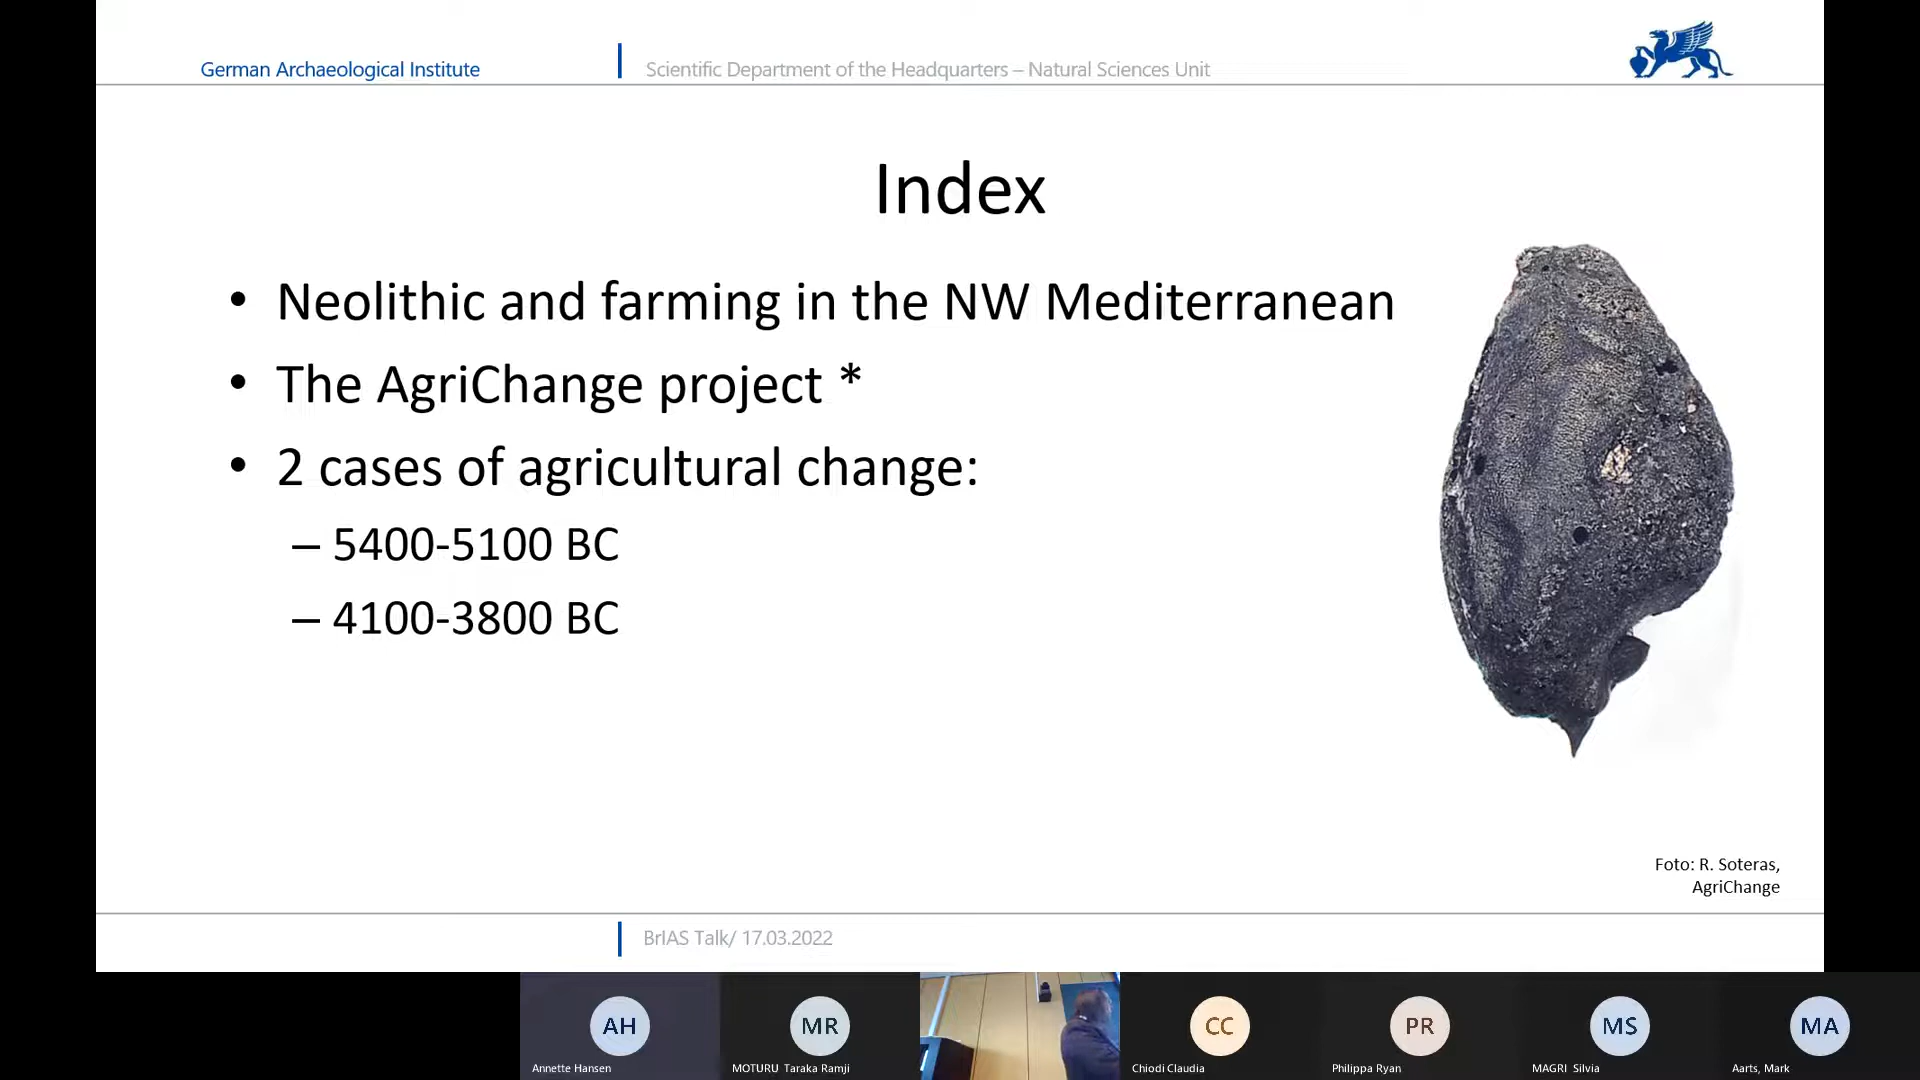 German Archaeological Institute
Scientific Department of the Headquarters – Natural Sciences Unit
Index
• Neolithic and farming in the NW Mediterranean
• The AgriChange project *
• 2 cases of agricultural change:
– 5400-5100 BC
– 4100-3800 BC
Foto: R. Soteras,
AgriChange
BrIAS Talk/ 17.03.2022
AH
MR
CC
PR
MS
MA
Annette Hansen
MOTURU Taraka Ramji
Chiodi Claudia
Philippa Ryan
MAGRI Silvia
Aarts, Mark